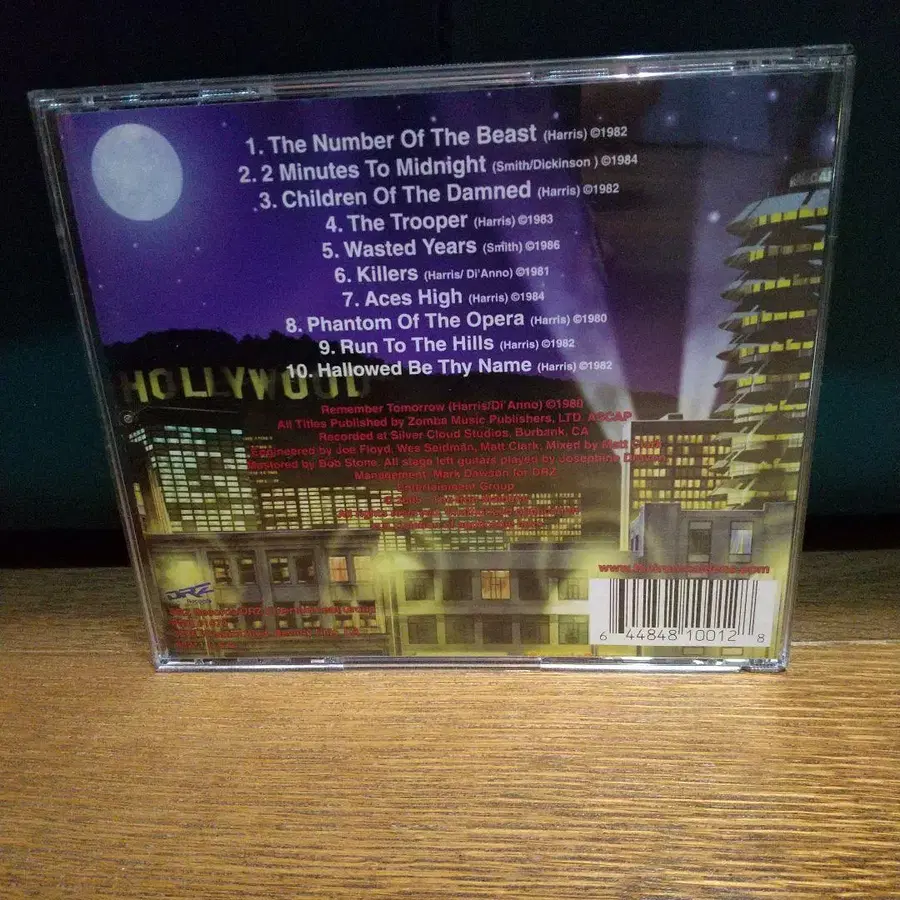 1. The Number Of The Beast (Harris) ©1982
2. 2 Minutes To Midnight (Smith/Dickinson ) ©1984
3. Children Of The Damned (Harris) ©1982
4. The Trooper (Harris) ©1983
5. Wasted Years (Smith) ©1986
6. Killers (Harris/ Di'Anno) ©1981
7. Aces High (Harris) ©1984
8. Phantom Of The Opera (Harris) ©1980
9. Run To The Hills (Harris) ©1982
10. Hallowed Be Thy Name (Harris) ©1982
HOLLYWOOD
Remember Tomorrow (Harris/Di'Anno) ©1980
All Titles Published by Zomba Music Publishers, LTD ASCAP
Recorded at Silver Cloud Studios, Burbank, CA
Engineered by Joe Floyd, Wes Seidman, Matt Clark, Mixed by Matt
Mastered by Bob Stone, All stage left guitars played by Josephine
Management: Mark Dawson for DRZ
Entertainment Group
DRZ
Records
6 44848 10012 8